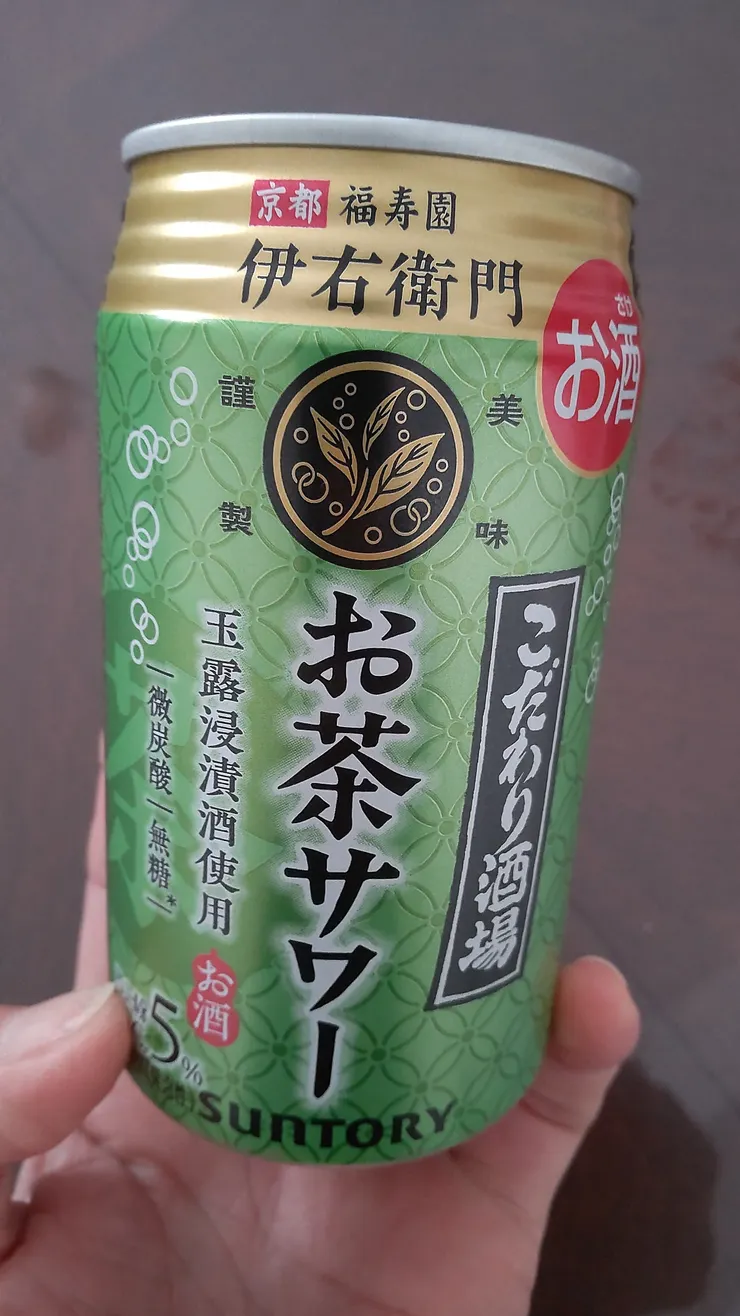 京都 福寿園
伊右衛門
さけ
お酒
謹製
美味
こだわり酒場
お茶サワー
玉露浸漬酒使用
微炭酸 無糖*
お酒
5%
SUNTORY